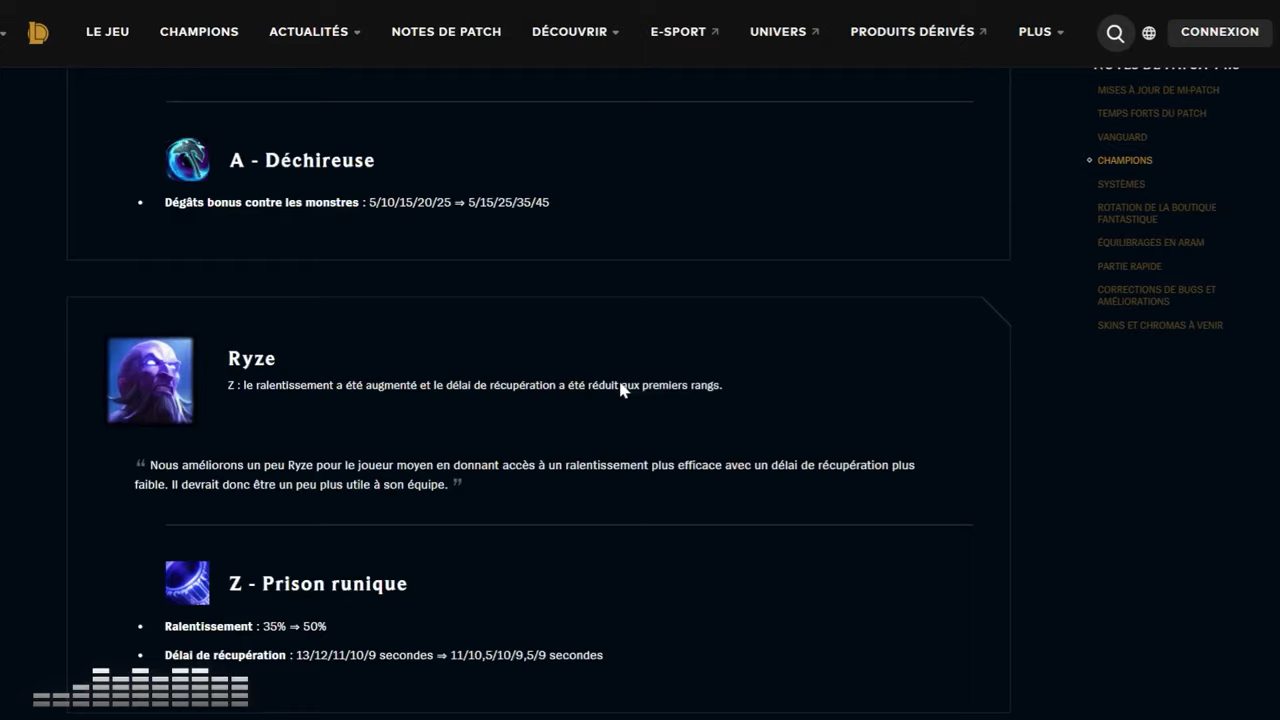 LE JEU
CHAMPIONS
ACTUALITÉS
NOTES DE PATCH
DÉCOUVRIR
E-SPORT
UNIVERS
PRODUITS DÉRIVÉS
PLUS
CONNEXION
A - Déchireuse
• Dégâts bonus contre les monstres : 5/10/15/20/25 ⇒ 5/15/25/35/45
Ryze
Z : le ralentissement a été augmenté et le délai de récupération a été réduit aux premiers rangs.
" Nous améliorons un peu Ryze pour le joueur moyen en donnant accès à un ralentissement plus efficace avec un délai de récupération plus
faible. Il devrait donc être un peu plus utile à son équipe. "
Z - Prison runique
• Ralentissement : 35% ⇒ 50%
• Délai de récupération : 13/12/11/10/9 secondes ⇒ 11/10,5/10/9,5/9 secondes
MISES À JOUR DE MI-PATCH
TEMPS FORTS DU PATCH
VANGUARD
CHAMPIONS
SYSTÈMES
ROTATION DE LA BOUTIQUE
FANTASTIQUE
ÉQUILIBRAGES EN ARAM
PARTIE RAPIDE
CORRECTIONS DE BUGS ET
AMÉLIORATIONS
SKINS ET CHROMAS À VENIR